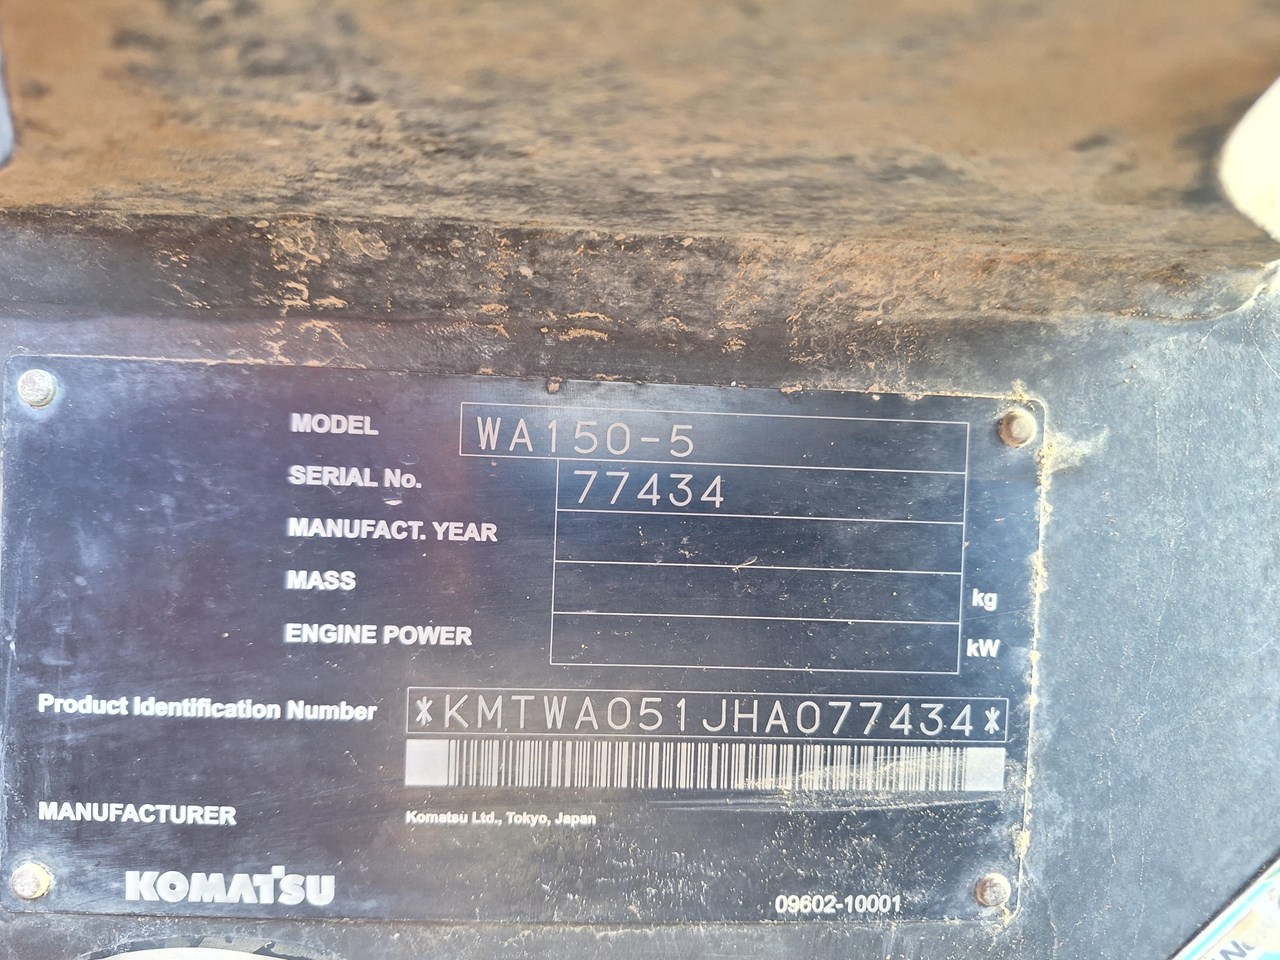 MODEL WA150-5
SERIAL No. 77434
MANUFACT. YEAR
MASS kg
ENGINE POWER kW
Product Identification Number *KMTWA051JHA077434*
MANUFACTURER Komatsu Ltd., Tokyo, Japan
KOMATSU
09602-10001